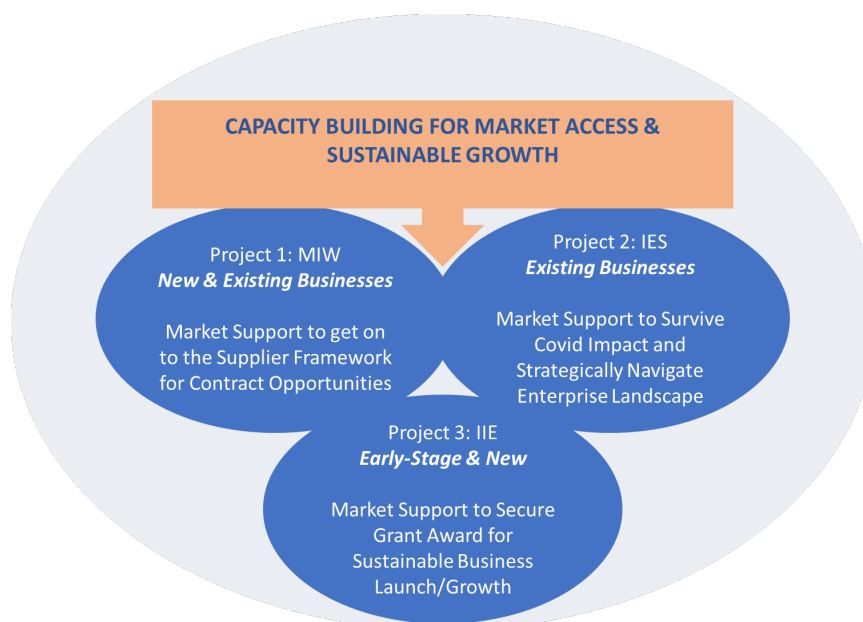 CAPACITY BUILDING FOR MARKET ACCESS &
SUSTAINABLE GROWTH
Project 1: MIW
New & Existing Businesses
Market Support to get on
to the Supplier Framework
for Contract Opportunities
Project 2: IES
Existing Businesses
Market Support to Survive
Covid Impact and
Strategically Navigate
Enterprise Landscape
Project 3: IIE
Early-Stage & New
Market Support to Secure
Grant Award for
Sustainable Business
Launch/Growth